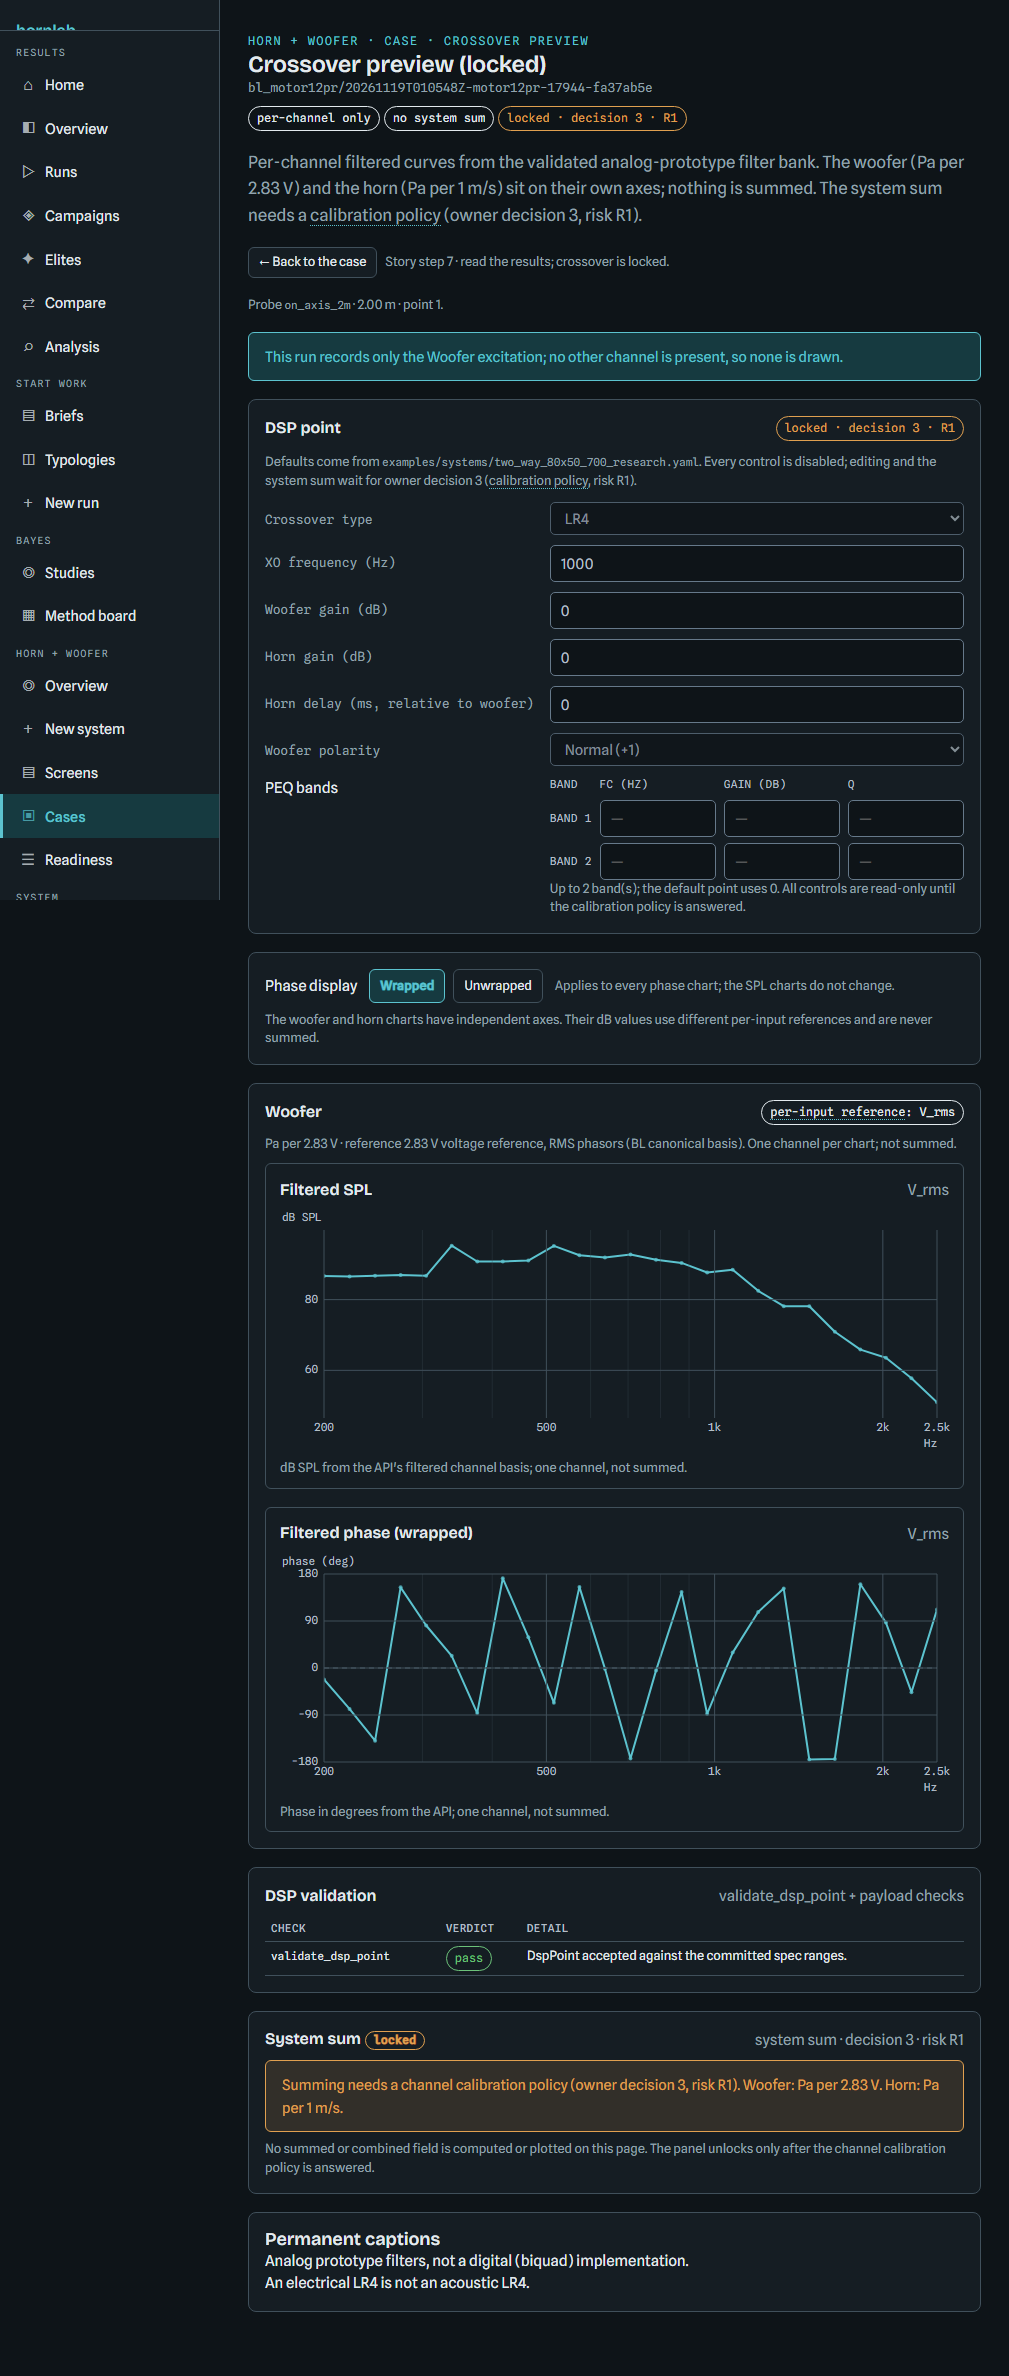 RESULTS
Home
Overview
Runs
Campaigns
Elites
Compare
Analysis
START WORK
Briefs
Typologies
New run
BAYES
Studies
Method board
HORN + WOOFER
Overview
New system
Screens
Cases
Readiness
SYSTEM
HORN + WOOFER · CASE · CROSSOVER PREVIEW
Crossover preview (locked)
bl_motor12pr/20261119T010548Z-motor12pr-17944-fa37ab5e
per-channel only no system sum locked · decision 3 · R1
Per-channel filtered curves from the validated analog-prototype filter bank. The woofer (Pa per
2.83 V) and the horn (Pa per 1 m/s) sit on their own axes; nothing is summed. The system sum
needs a calibration policy (owner decision 3, risk R1).
← Back to the case Story step 7 · read the results; crossover is locked.
Probe on_axis_2m · 2.00 m · point 1.
This run records only the Woofer excitation; no other channel is present, so none is drawn.
DSP point locked · decision 3 · R1
Defaults come from examples/systems/two_way_80x50_700_research.yaml. Every control is disabled; editing and the
system sum wait for owner decision 3 (calibration policy, risk R1).
Crossover type LR4
XO frequency (Hz) 1000
Woofer gain (dB) 0
Horn gain (dB) 0
Horn delay (ms, relative to woofer) 0
Woofer polarity Normal (+1)
PEQ bands BAND FC (HZ) GAIN (DB) Q
BAND 1 — — —
BAND 2 — — —
Up to 2 band(s); the default point uses 0. All controls are read-only until
the calibration policy is answered.
Phase display Wrapped Unwrapped Applies to every phase chart; the SPL charts do not change.
The woofer and horn charts have independent axes. Their dB values use different per-input references and are never
summed.
Woofer per-input reference: V_rms
Pa per 2.83 V · reference 2.83 V voltage reference, RMS phasors (BL canonical basis). One channel per chart; not summed.
Filtered SPL V_rms
dB SPL
80
60
200 500 1k 2k 2.5k
Hz
dB SPL from the API's filtered channel basis; one channel, not summed.
Filtered phase (wrapped) V_rms
phase (deg)
180
90
0
-90
-180
200 500 1k 2k 2.5k
Hz
Phase in degrees from the API; one channel, not summed.
DSP validation validate_dsp_point + payload checks
CHECK VERDICT DETAIL
validate_dsp_point pass DspPoint accepted against the committed spec ranges.
System sum locked system sum · decision 3 · risk R1
Summing needs a channel calibration policy (owner decision 3, risk R1). Woofer: Pa per 2.83 V. Horn: Pa
per 1 m/s.
No summed or combined field is computed or plotted on this page. The panel unlocks only after the channel calibration
policy is answered.
Permanent captions
Analog prototype filters, not a digital (biquad) implementation.
An electrical LR4 is not an acoustic LR4.